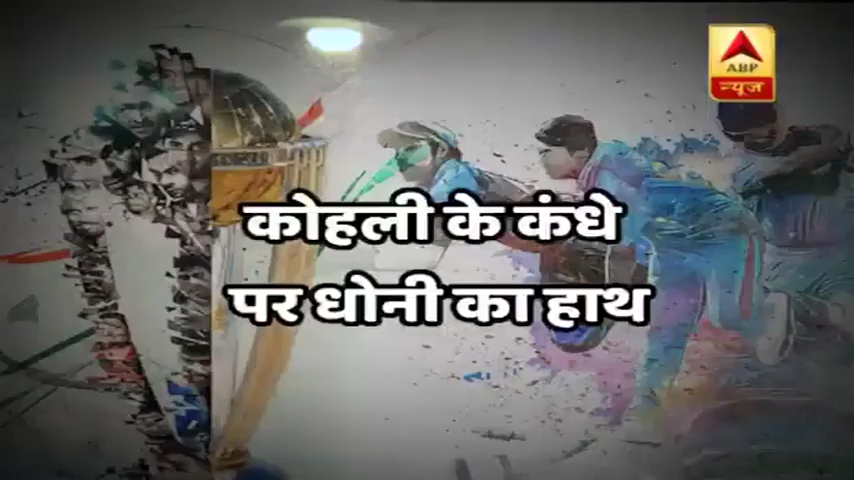 ABP
न्यूज़
कोहली के कंधे
पर धोनी का हाथ